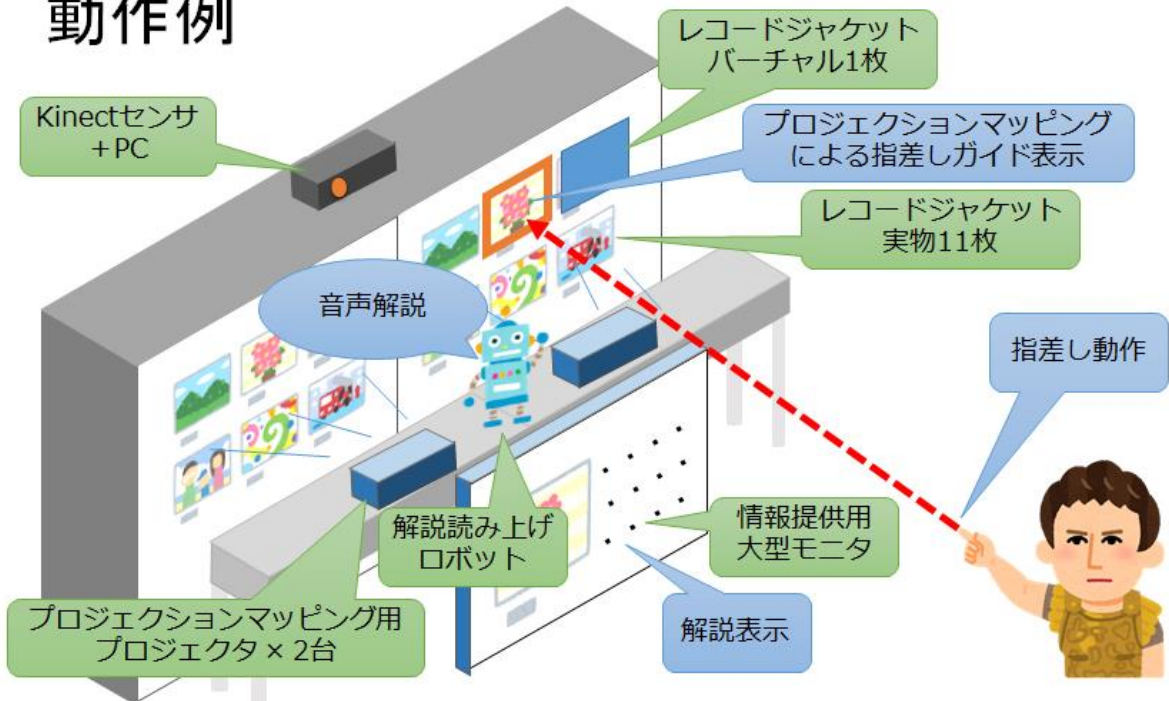 動作例
レコードジャケット
バーチャル1枚
Kinectセンサ
+PC
プロジェクションマッピング
による指差しガイド表示
レコードジャケット
実物11枚
音声解説
指差し動作
解説読み上げ
ロボット
情報提供用
大型モニタ
プロジェクションマッピング用
プロジェクタ×2台
解説表示